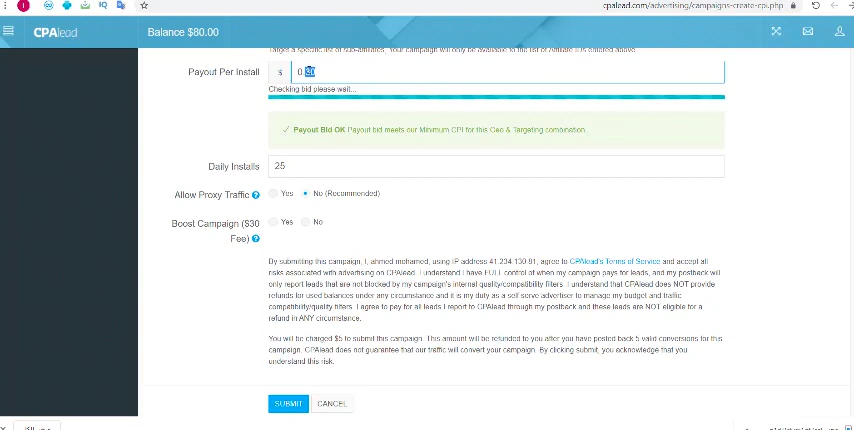 cpalead.com/advertising/campaigns-create-cpi.php
CPAlead
Balance $80.00
Target a specific list of sub-affiliates. Your campaign will only be available to the list of Affiliate IDs entered above.
Payout Per Install
$
0.20
Checking bid please wait...
✓ Payout Bid OK Payout bid meets our Minimum CPI for this Geo & Targeting combination.
Daily Installs
25
Allow Proxy Traffic
Yes
No (Recommended)
Boost Campaign ($30
Fee)
Yes
No
By submitting this campaign, I, ahmed mohamed, using IP address 41.234.130.81, agree to CPAlead's Terms of Service and accept all
risks associated with advertising on CPAlead. I understand I have FULL control of when my campaign pays for leads, and my postback will
only report leads that are not blocked by my campaign's internal quality/compatibility filters. I understand that CPAlead does NOT provide
refunds for used balances under any circumstance and it is my duty as a self serve advertiser to manage my budget and traffic
compatibility/quality filters. I agree to pay for all leads I report to CPAlead through my postback and these leads are NOT eligible for a
refund in ANY circumstance.
You will be charged $5 to submit this campaign. This amount will be refunded to you after you have posted back 5 valid conversions for this
campaign. CPAlead does not guarantee that our traffic will convert your campaign. By clicking submit, you acknowledge that you
understand this risk.
SUBMIT
CANCEL